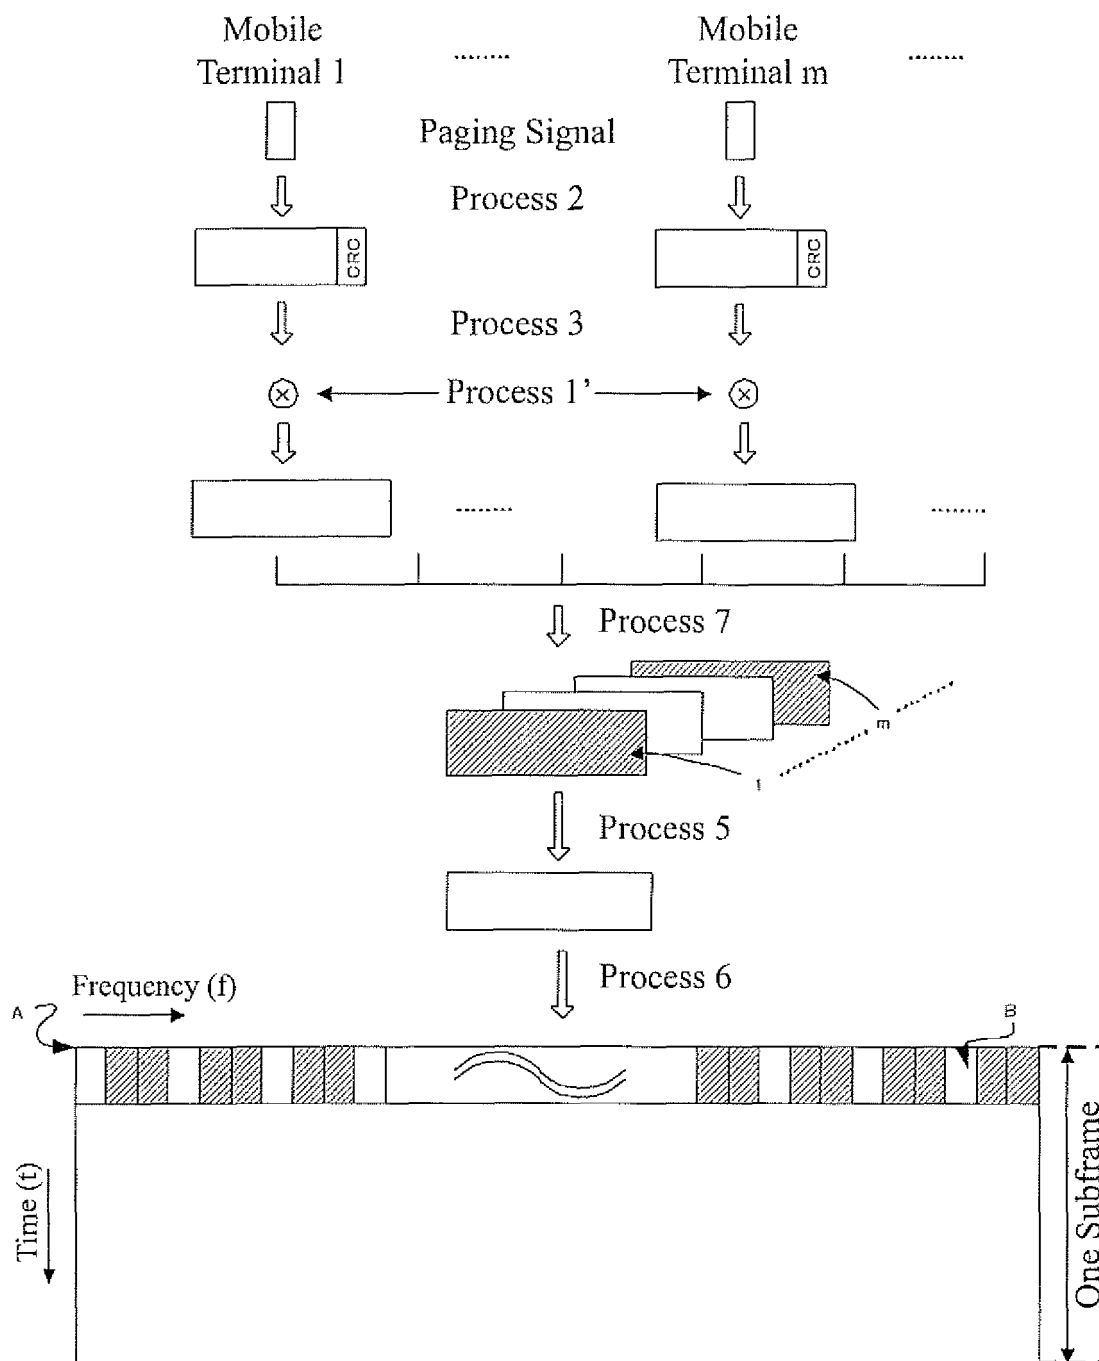 Mobile
Terminal 1
........
Mobile
Terminal m
........
Paging Signal
Process 2
CRC
CRC
Process 3
Process 1’
........
........
Process 7
m
1
Process 5
Process 6
Frequency (f)
A
B
Time (t)
One Subframe